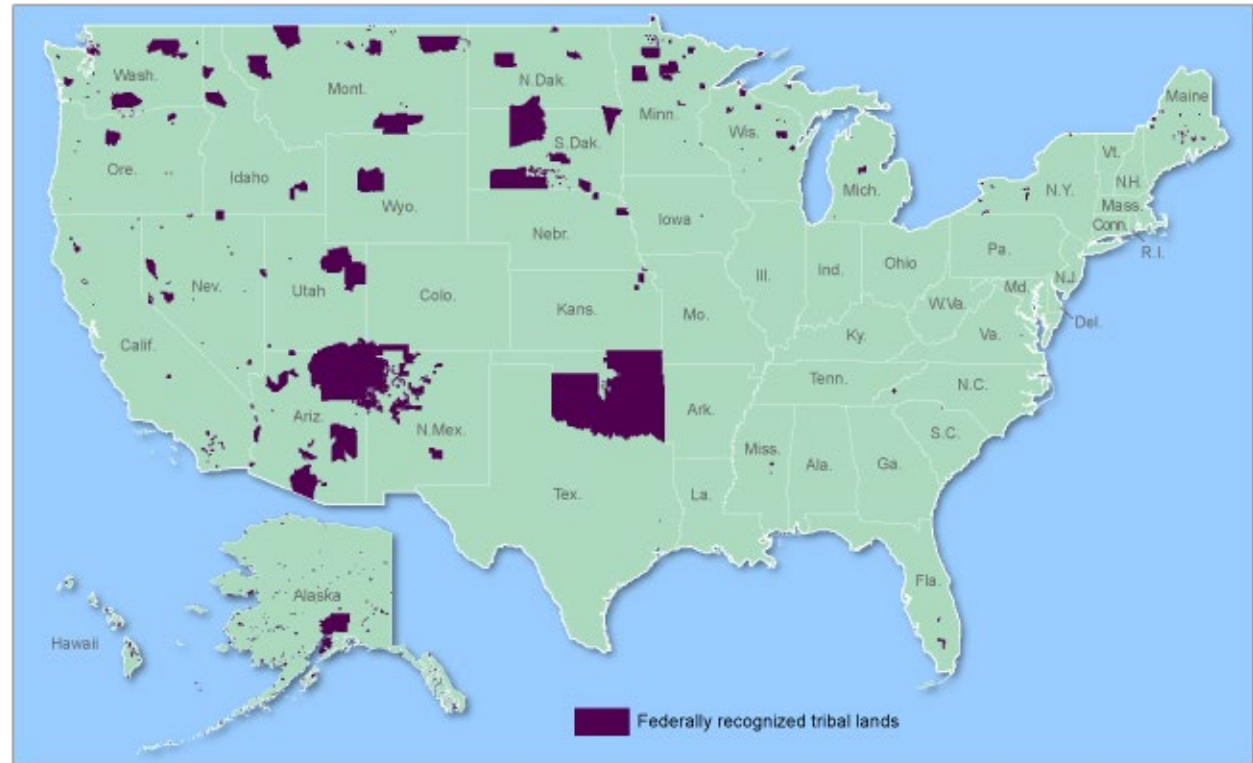 Wash.
Mont.
N.Dak.
Minn.
Maine
Ore.
Idaho
Wyo.
S.Dak.
Wis.
Mich.
N.Y.
Vt.
N.H.
Mass.
Conn.
R.I.
Nebr.
Iowa
Nev.
Utah
Colo.
Kans.
Mo.
Ill.
Ind.
Ohio
Pa.
N.J.
Md.
Del.
W.Va.
Va.
Ky.
Calif.
Ariz.
N.Mex.
Ark.
Tenn.
N.C.
S.C.
Tex.
La.
Miss.
Ala.
Ga.
Fla.
Alaska
Hawaii
Federally recognized tribal lands